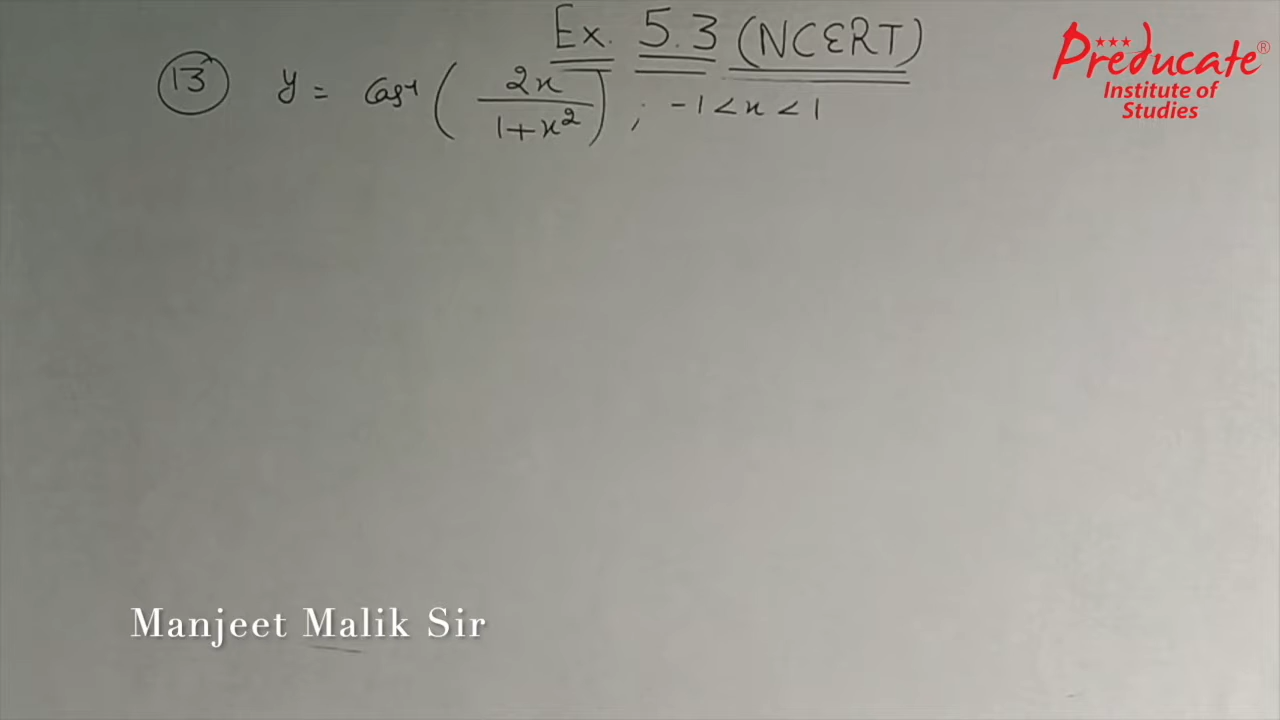 Ex. 5.3 (NCERT)
13 y = cos⁻¹ ( 2x / 1+x² ) ; -1 < x < 1
Preducate®
Institute of
Studies
Manjeet Malik Sir